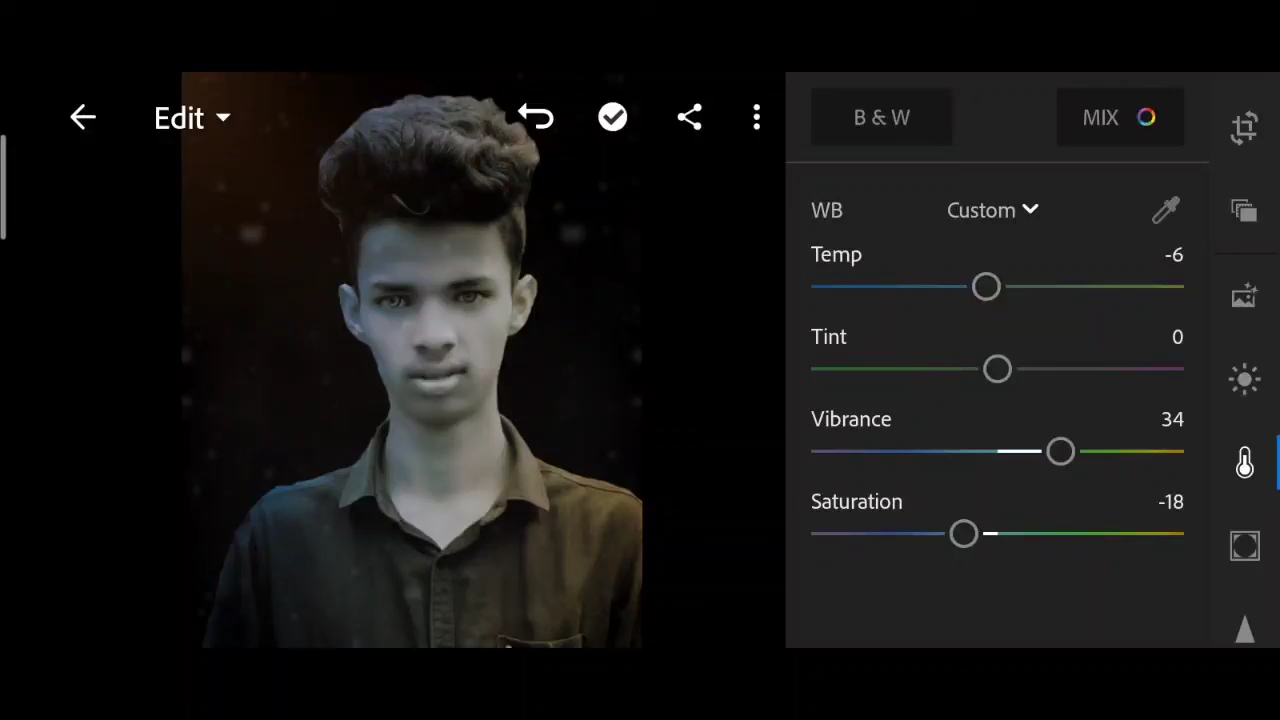 Edit
B & W
MIX
WB
Custom
Temp
-6
Tint
0
Vibrance
34
Saturation
-18